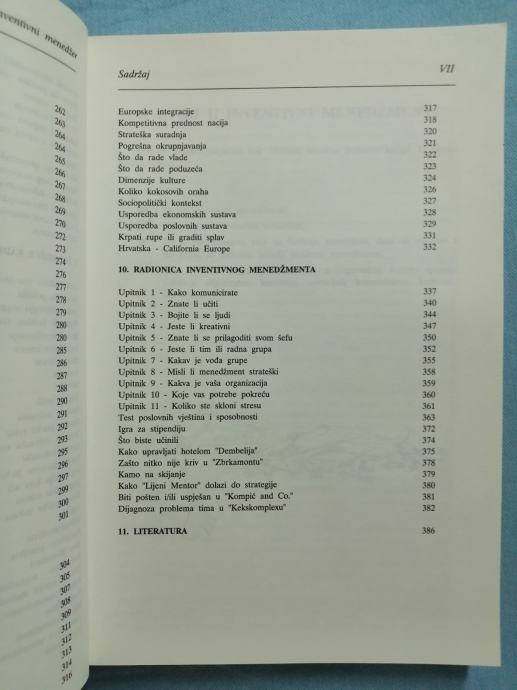 inventivni menedžer
262
263
264
264
265
266
267
268
269
270
272
273
274
276
277
278
279
280
280
285
286
287
288
290
291
292
293
295
296
297
299
300
301
304
305
307
308
309
311
312
313
314
316
Sadržaj VII
Europske integracije 317
Kompetitivna prednost nacija 318
Strateška suradnja 320
Pogrešna okrupnjavanja 321
Što da rade vlade 322
Što da rade poduzeća 323
Dimenzije kulture 324
Koliko kokosovih oraha 326
Sociopolitički kontekst 327
Usporedba ekonomskih sustava 328
Usporedba poslovnih sustava 329
Krpati rupe ili graditi splav 331
Hrvatska - California Europe 332
10. RADIONICA INVENTIVNOG MENEDŽMENTA
Upitnik 1 - Kako komunicirate 337
Upitnik 2 - Znate li učiti 340
Upitnik 3 - Bojite li se ljudi 344
Upitnik 4 - Jeste li kreativni 347
Upitnik 5 - Znate li se prilagoditi svom šefu 350
Upitnik 6 - Jeste li tim ili radna grupa 352
Upitnik 7 - Kakav je vođa grupe 355
Upitnik 8 - Misli li menedžment strateški 358
Upitnik 9 - Kakva je vaša organizacija 359
Upitnik 10 - Koje vas potrebe pokreću 360
Upitnik 11 - Koliko ste skloni stresu 361
Test poslovnih vještina i sposobnosti 363
Igra za stipendiju 372
Što biste učinili 374
Kako upravljati hotelom "Dembelija" 375
Zašto nitko nije kriv u "Zbrkamontu" 378
Kamo na skijanje 379
Kako "Lijeni Mentor" dolazi do strategije 380
Biti pošten i/ili uspješan u "Kompić and Co." 381
Dijagnoza problema tima u "Kekskomplexu" 382
11. LITERATURA 386